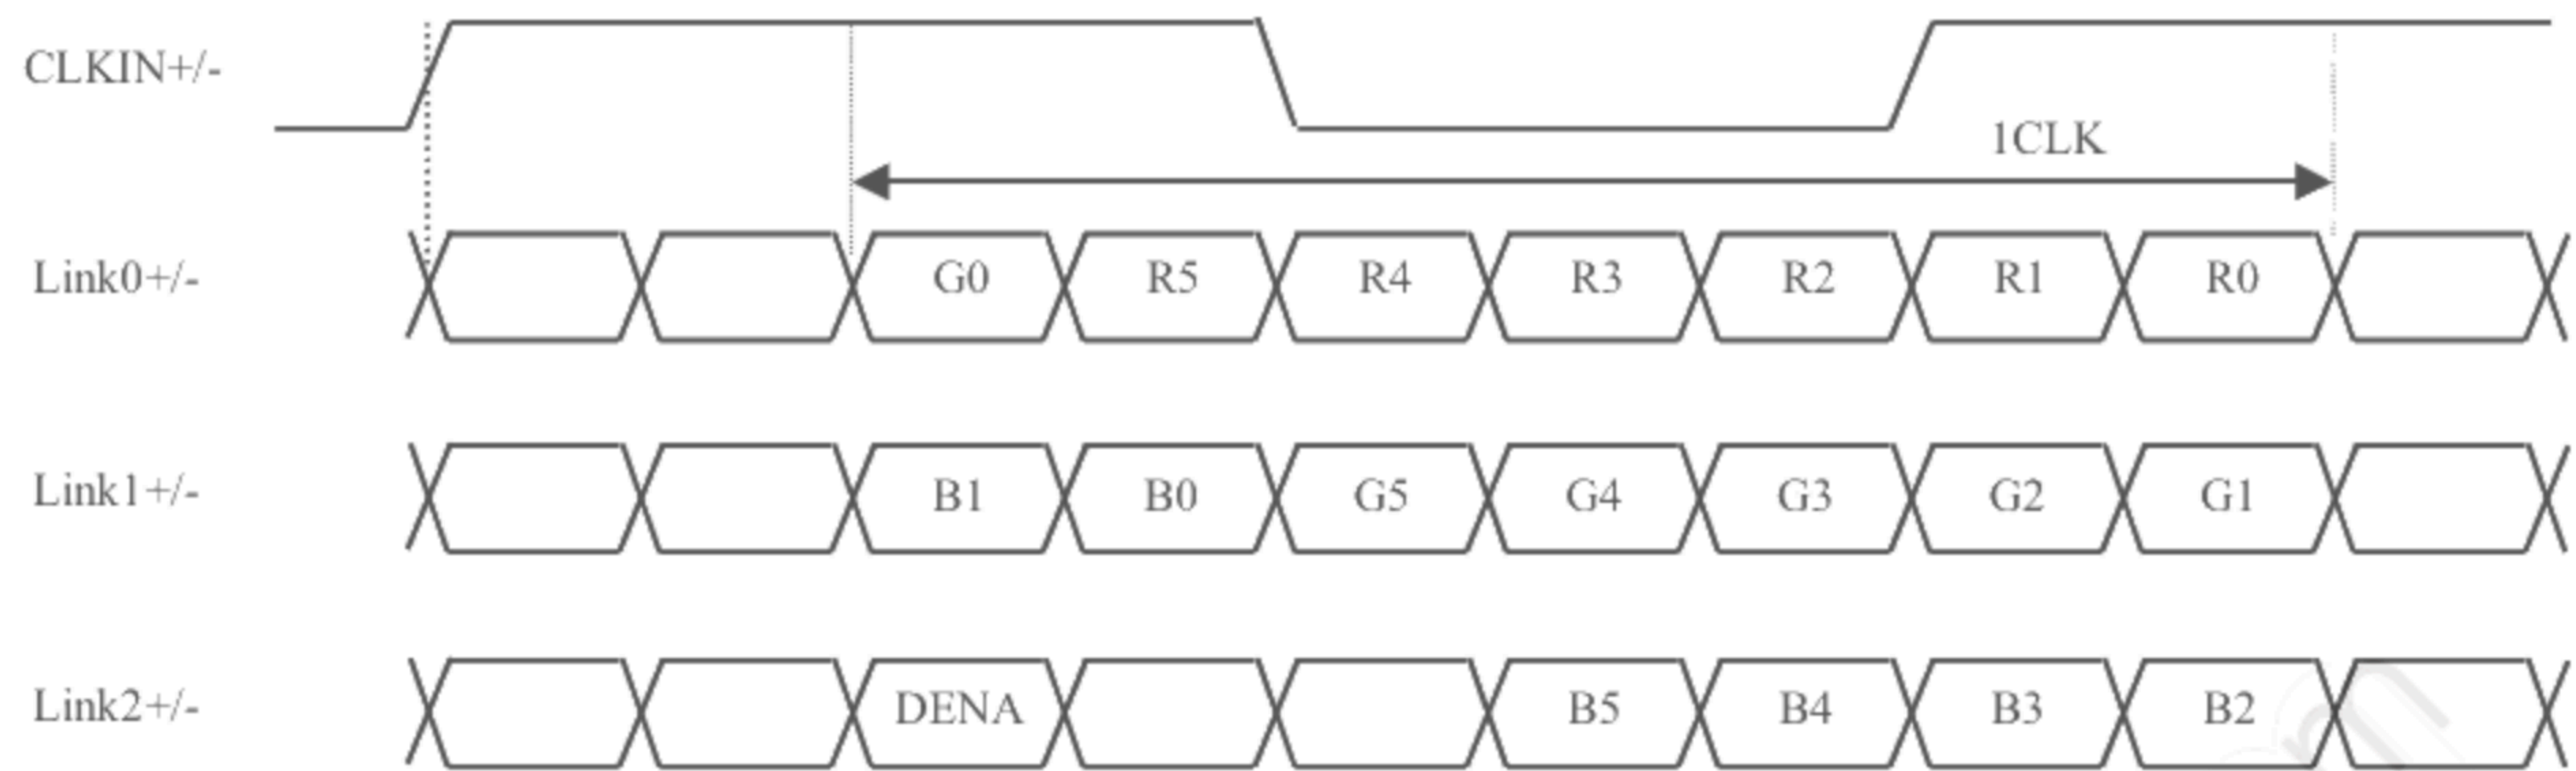 CLKIN+/-
1CLK
Link0+/- G0 R5 R4 R3 R2 R1 R0
Link1+/- B1 B0 G5 G4 G3 G2 G1
Link2+/- DENA B5 B4 B3 B2